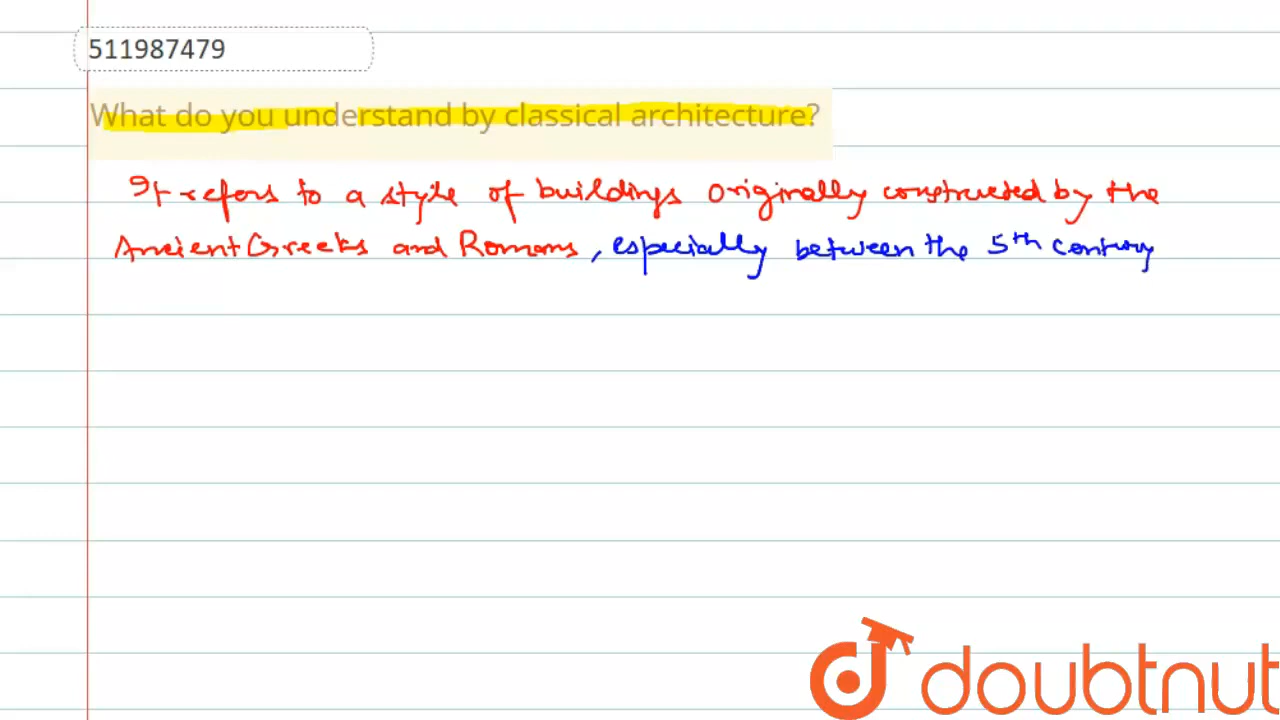 511987479
What do you understand by classical architecture?
It refers to a style of buildings originally constructed by the
Ancient Greeks and Romans, especially between the 5th century
doubtnut